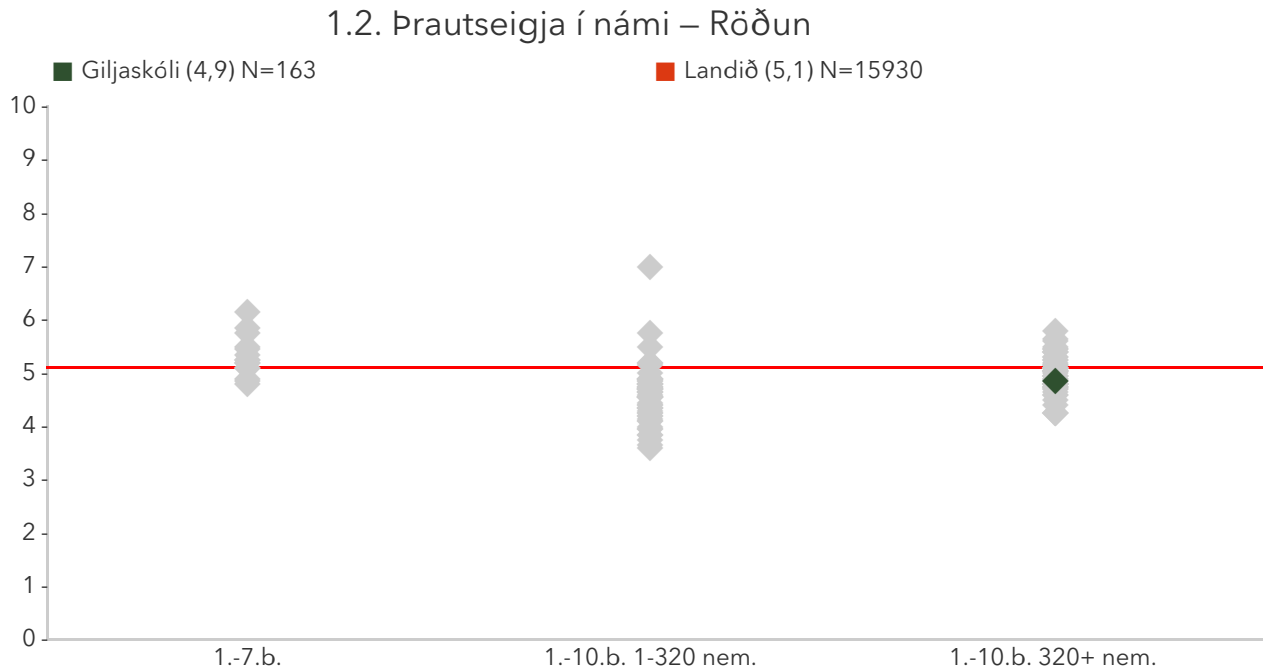 1.2. Þrautseigja í námi – Röðun
Giljaskóli (4,9) N=163
Landið (5,1) N=15930
10
9
8
7
6
5
4
3
2
1
0
1.-7.b.
1.-10.b. 1-320 nem.
1.-10.b. 320+ nem.